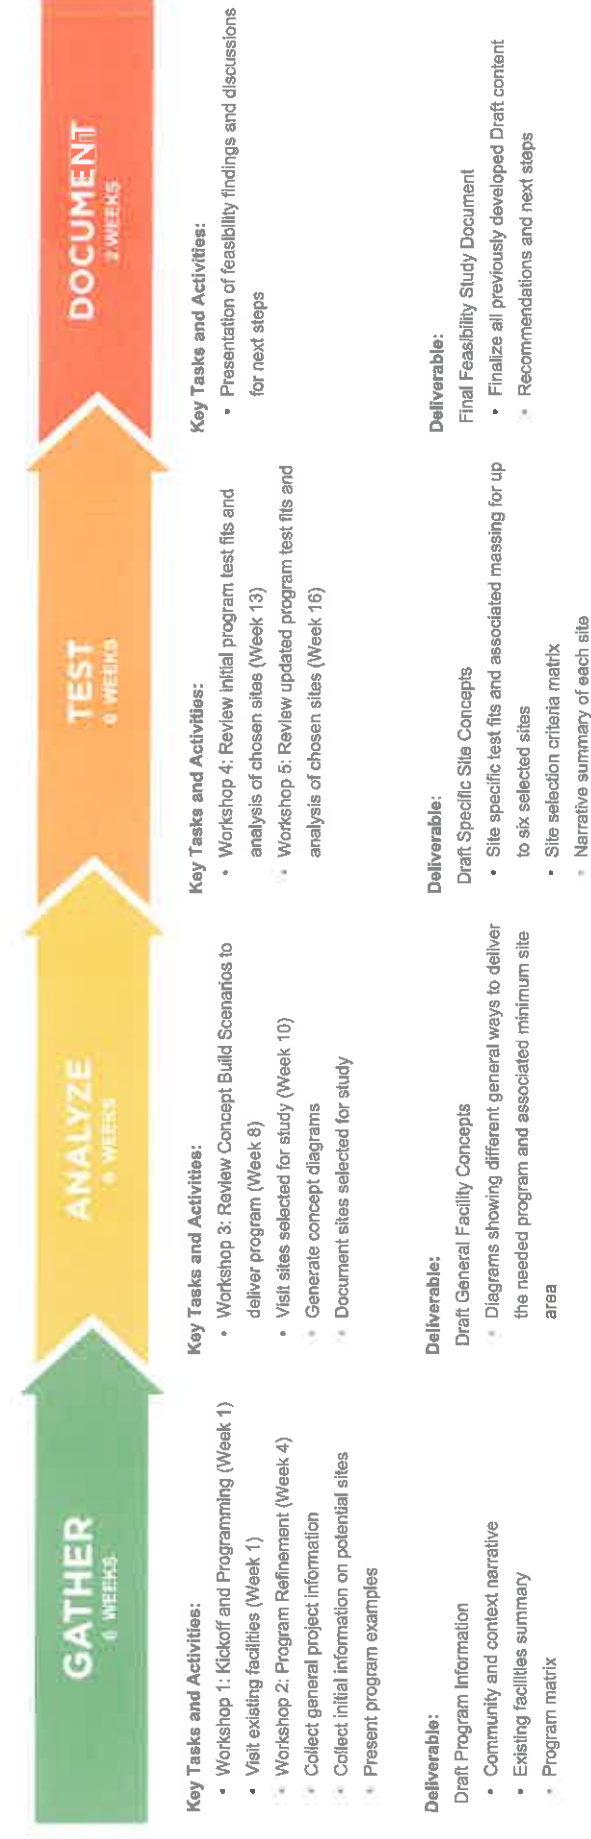 GATHER
6 WEEKS
Key Tasks and Activities:
• Workshop 1: Kickoff and Programming (Week 1)
• Visit existing facilities (Week 1)
• Workshop 2: Program Refinement (Week 4)
• Collect general project information
• Collect initial information on potential sites
• Present program examples
Deliverable:
Draft Program Information
• Community and context narrative
• Existing facilities summary
• Program matrix
ANALYZE
6 WEEKS
Key Tasks and Activities:
• Workshop 3: Review Concept Build Scenarios to
deliver program (Week 8)
• Visit sites selected for study (Week 10)
• Generate concept diagrams
• Document sites selected for study
Deliverable:
Draft General Facility Concepts
• Diagrams showing different general ways to deliver
the needed program and associated minimum site
area
TEST
6 WEEKS
Key Tasks and Activities:
• Workshop 4: Review initial program test fits and
analysis of chosen sites (Week 13)
• Workshop 5: Review updated program test fits and
analysis of chosen sites (Week 16)
Deliverable:
Draft Specific Site Concepts
• Site specific test fits and associated massing for up
to six selected sites
• Site selection criteria matrix
• Narrative summary of each site
DOCUMENT
2 WEEKS
Key Tasks and Activities:
• Presentation of feasibility findings and discussions
for next steps
Deliverable:
Final Feasibility Study Document
• Finalize all previously developed Draft content
• Recommendations and next steps